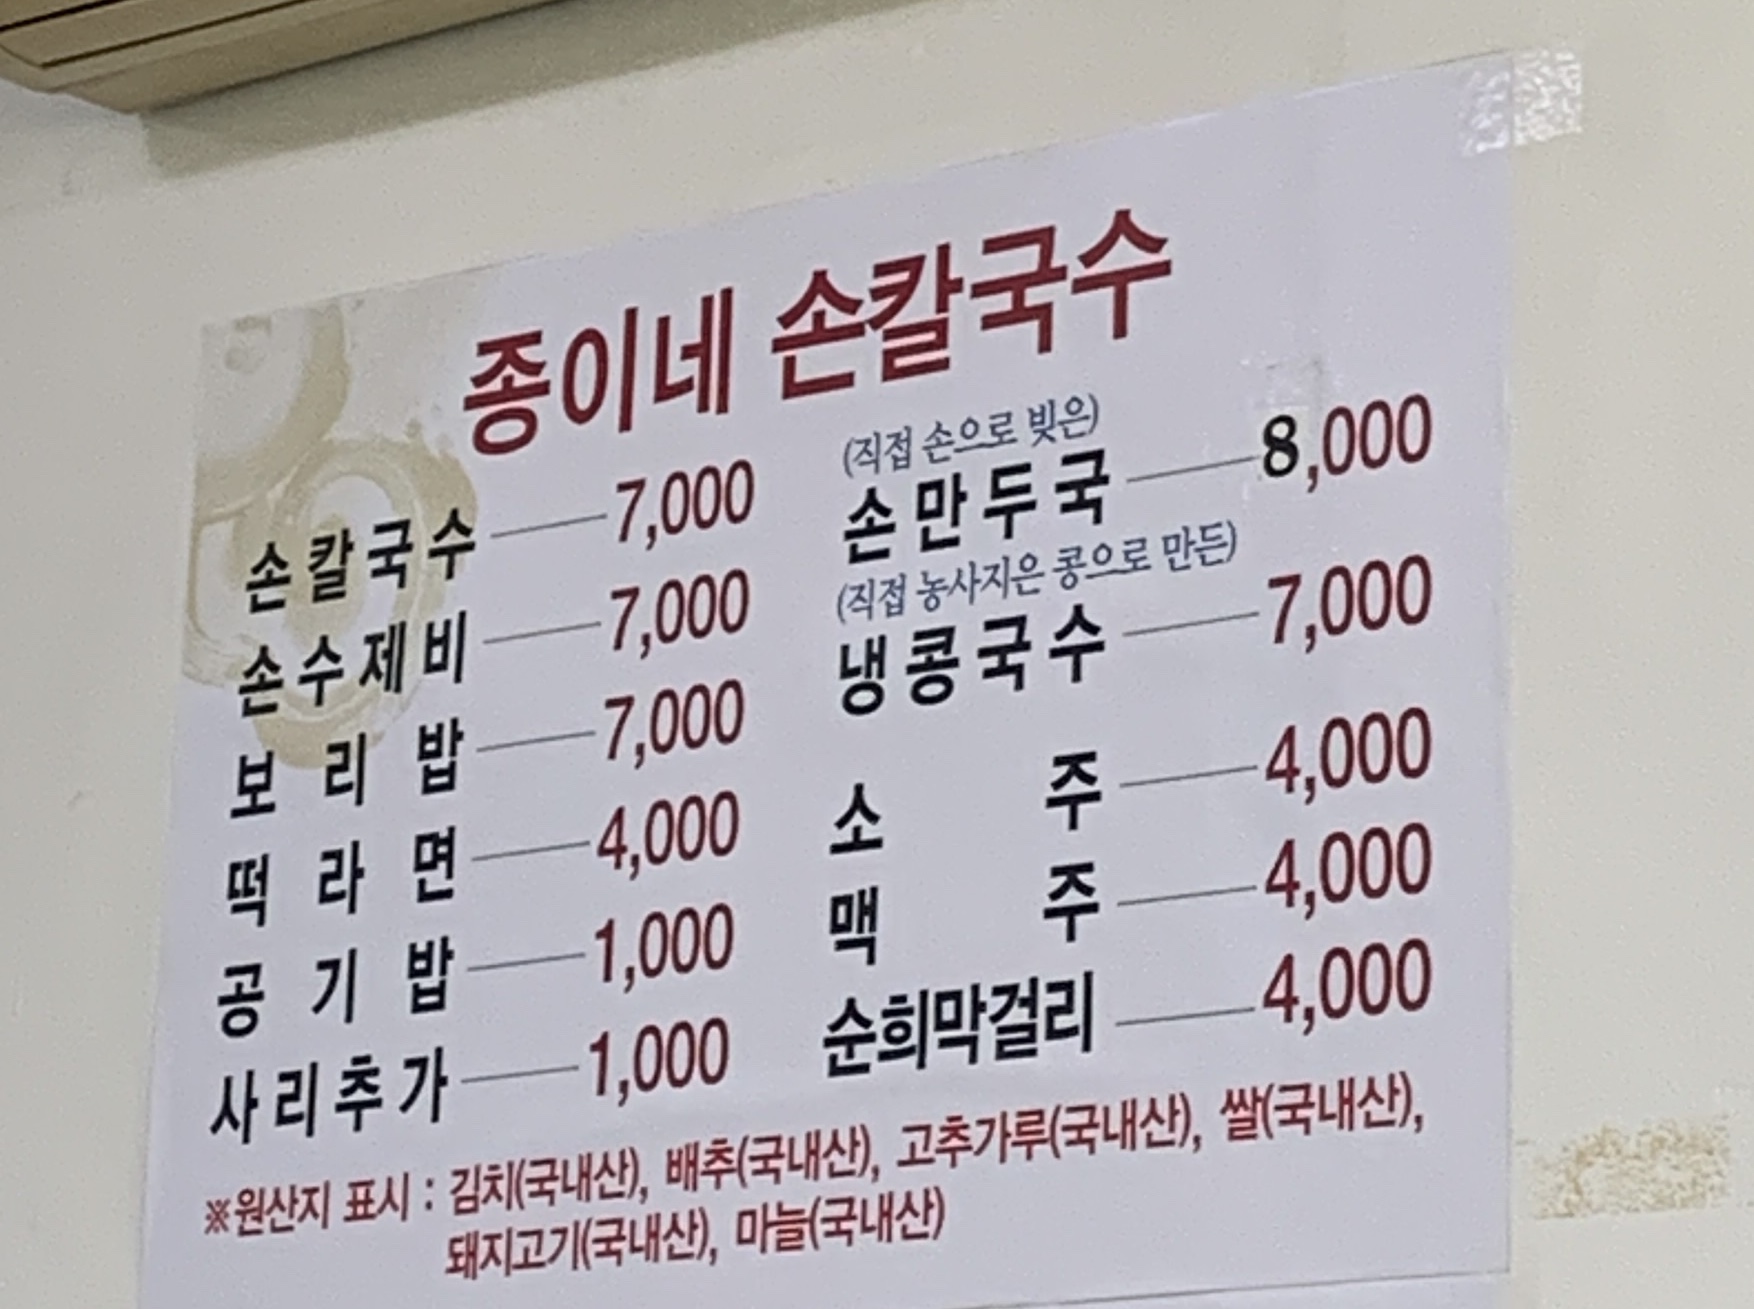 종이네 손칼국수
손칼국수 7,000
손수제비 7,000
보리밥 7,000
떡라면 4,000
공기밥 1,000
사리추가 1,000
(직접 손으로 빚은)
손만두국 8,000
(직접 농사지은 콩으로 만든)
냉콩국수 7,000
소주 4,000
맥주 4,000
순희막걸리 4,000
※원산지 표시 : 김치(국내산), 배추(국내산), 고추가루(국내산), 쌀(국내산),
돼지고기(국내산), 마늘(국내산)